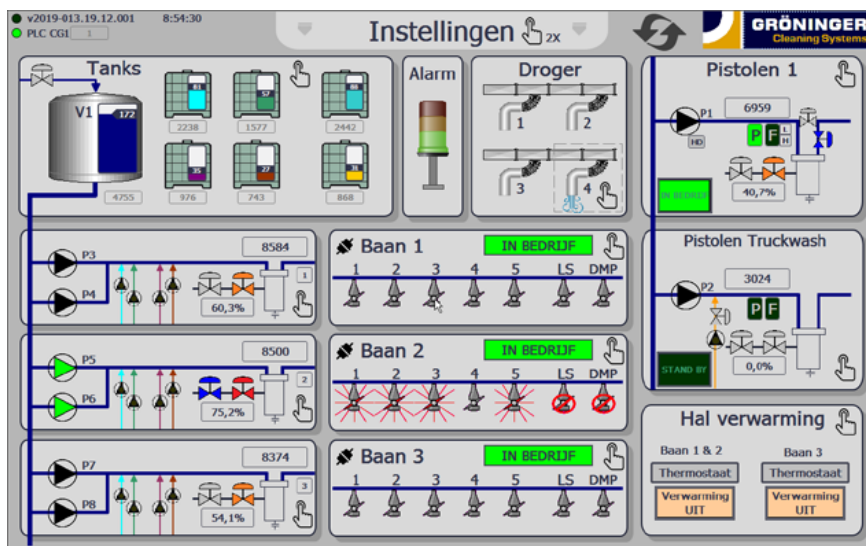 v2019-013.19.12.001 8:54:30
PLC CG1 1
Instellingen 2X
GRÖNINGER
Cleaning Systems
Tanks
V1 172
4755
81
2238
57
1577
88
2442
35
976
27
743
31
868
Alarm
Droger
1 2
3 4
Pistolen 1
P1 6959
HD
P F L
H
IN BEDRIJF
40,7%
P3 8584
P4
60,3%
1
Baan 1 IN BEDRIJF
1 2 3 4 5 LS DMP
Pistolen Truckwash
P2 3024
P F
STAND BY
0,0%
P5 8500
P6
75,2%
2
Baan 2 IN BEDRIJF
1 2 3 4 5 LS DMP
P7 8374
P8
54,1%
3
Baan 3 IN BEDRIJF
1 2 3 4 5 LS DMP
Hal verwarming
Baan 1 & 2 Baan 3
Thermostaat Thermostaat
Verwarming Verwarming
UIT UIT